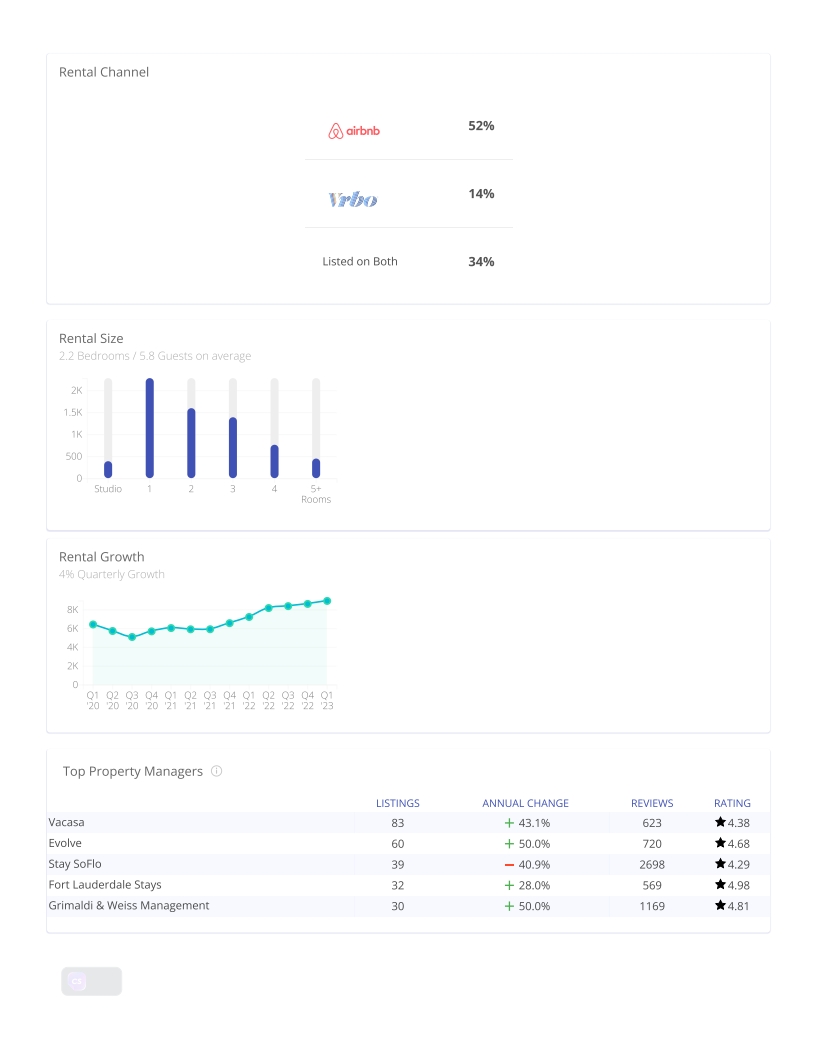 Rental Channel
airbnb 52%
Vrbo 14%
Listed on Both 34%
Rental Size
2.2 Bedrooms / 5.8 Guests on average
2K
1.5K
1K
500
0
Studio 1 2 3 4 5+
Rooms
Rental Growth
4% Quarterly Growth
8K
6K
4K
2K
0
Q1 Q2 Q3 Q4 Q1 Q2 Q3 Q4 Q1 Q2 Q3 Q4 Q1
'20 '20 '20 '20 '21 '21 '21 '21 '22 '22 '22 '22 '23
Top Property Managers
LISTINGS ANNUAL CHANGE REVIEWS RATING
Vacasa 83 + 43.1% 623 ★4.38
Evolve 60 + 50.0% 720 ★4.68
Stay SoFlo 39 − 40.9% 2698 ★4.29
Fort Lauderdale Stays 32 + 28.0% 569 ★4.98
Grimaldi & Weiss Management 30 + 50.0% 1169 ★4.81
CS